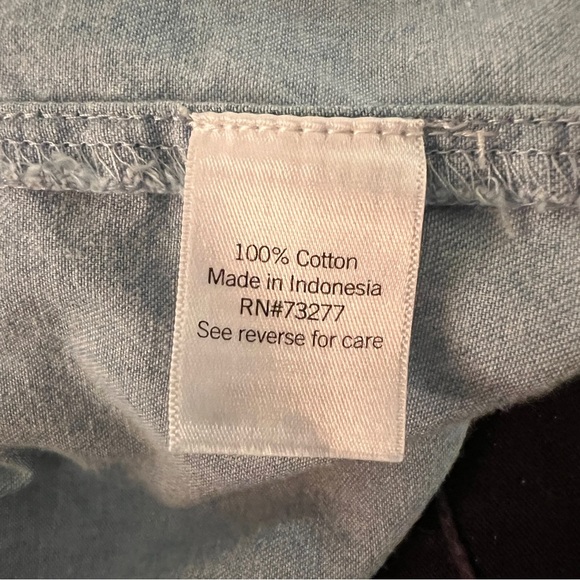 100% Cotton
Made in Indonesia
RN#73277
See reverse for care